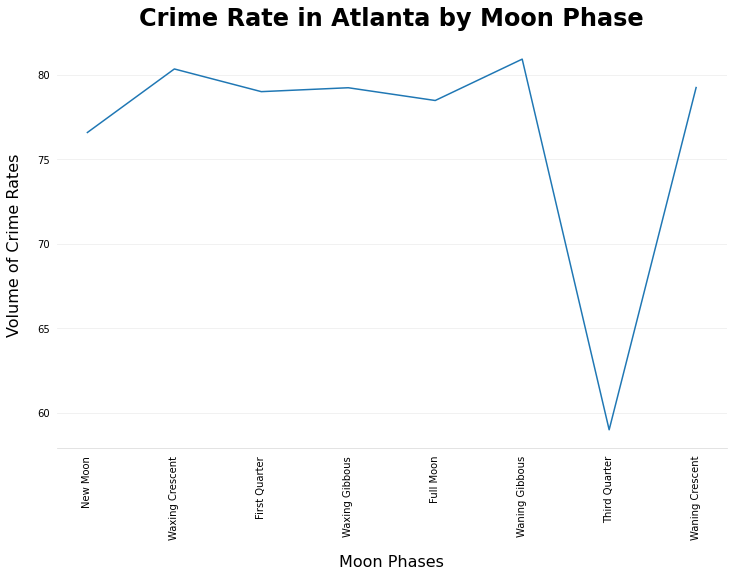 Crime Rate in Atlanta by Moon Phase
Volume of Crime Rates
80
75
70
65
60
New Moon
Waxing Crescent
First Quarter
Waxing Gibbous
Full Moon
Waning Gibbous
Third Quarter
Waning Crescent
Moon Phases